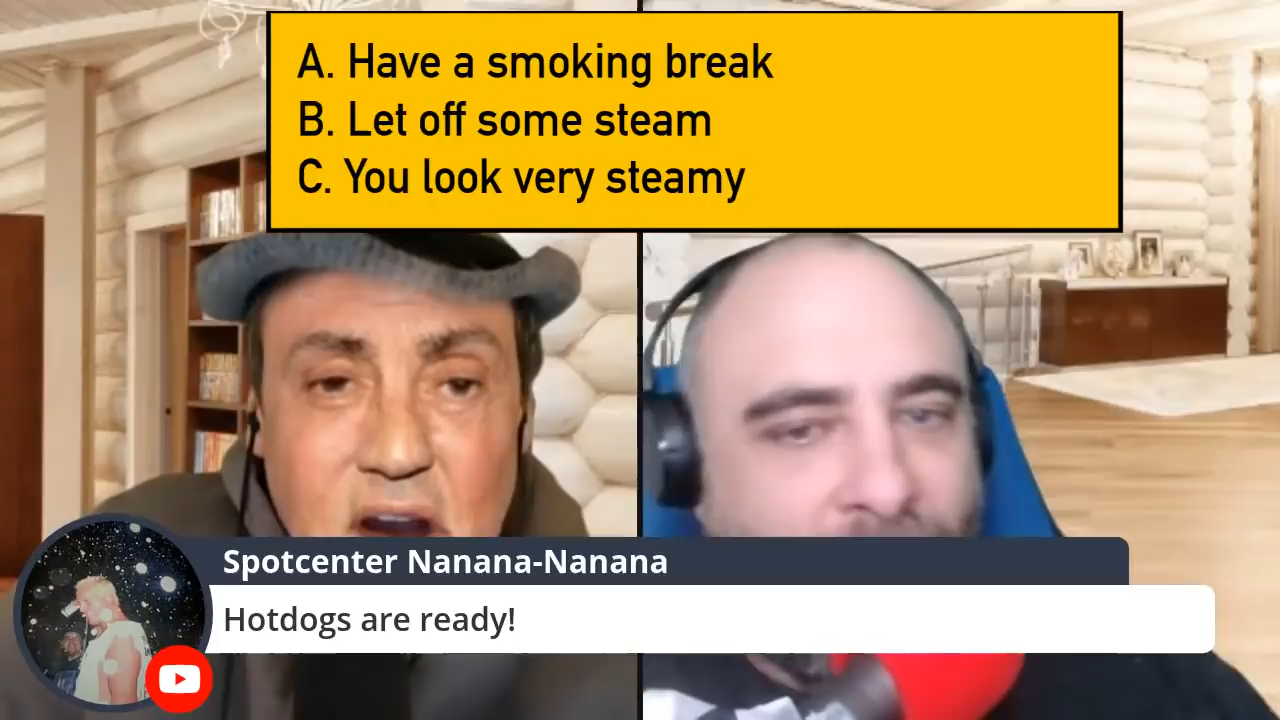 A. Have a smoking break
B. Let off some steam
C. You look very steamy
Spotcenter Nanana-Nanana
Hotdogs are ready!